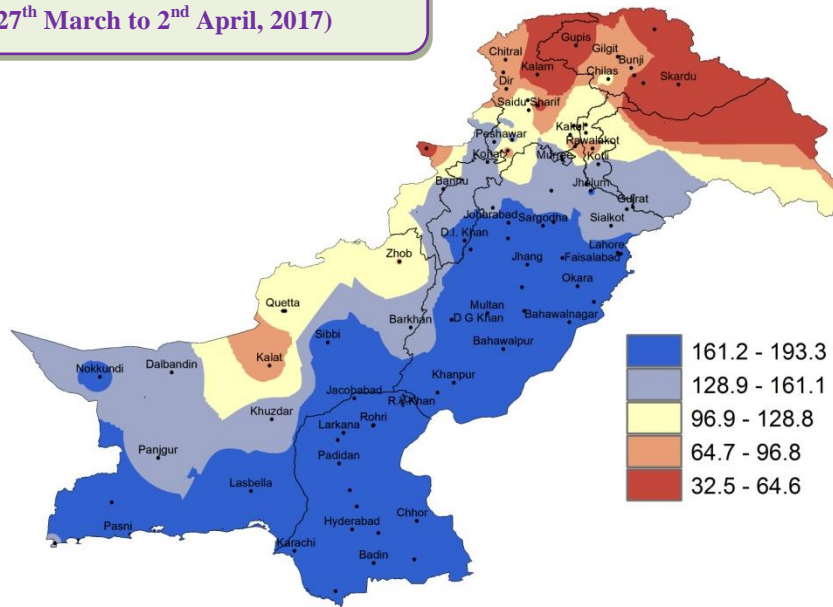 27th March to 2nd April, 2017)
Gupis
Chitral
Gilgit
Kalam
Bunji
Dir
Chilas
Skardu
Saidu Sharif
Kakul
Peshawar
Rawalakot
Kohat
Murree
Kotli
Bannu
Jhelum
Gujrat
Joharabad
Sargodha
Sialkot
D.I. Khan
Zhob
Lahore
Jhang
Faisalabad
Okara
Quetta
Multan
Barkhan
D G Khan
Bahawalnagar
Sibbi
Bahawalpur
161.2 - 193.3
Kalat
Nokkundi
Dalbandin
128.9 - 161.1
Khanpur
Jacobabad
R.Y.Khan
96.9 - 128.8
Khuzdar
Rohri
Larkana
64.7 - 96.8
Panjgur
Padidan
32.5 - 64.6
Lasbella
Pasni
Hyderabad
Chhor
Karachi
Badin